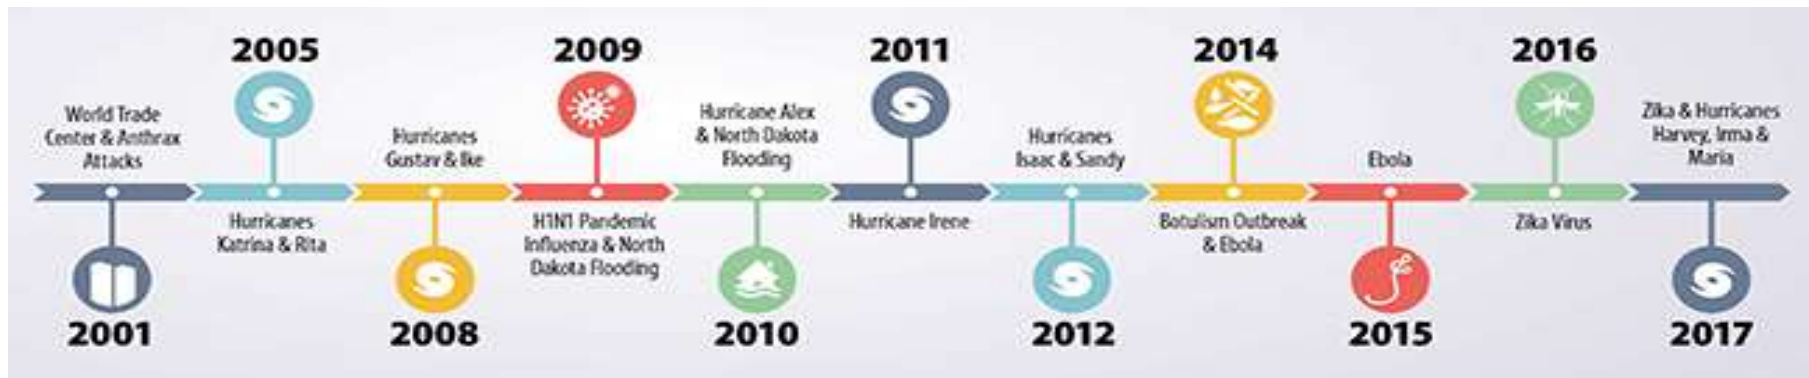 2001
World Trade
Center & Anthrax
Attacks
2005
Hurricanes
Katrina & Rita
2008
Hurricanes
Gustav & Ike
2009
H1N1 Pandemic
Influenza & North
Dakota Flooding
2010
Hurricane Alex
& North Dakota
Flooding
2011
Hurricane Irene
2012
Hurricanes
Isaac & Sandy
2014
Botulism Outbreak
& Ebola
2015
Ebola
2016
Zika Virus
2017
Zika & Hurricanes
Harvey, Irma &
Maria